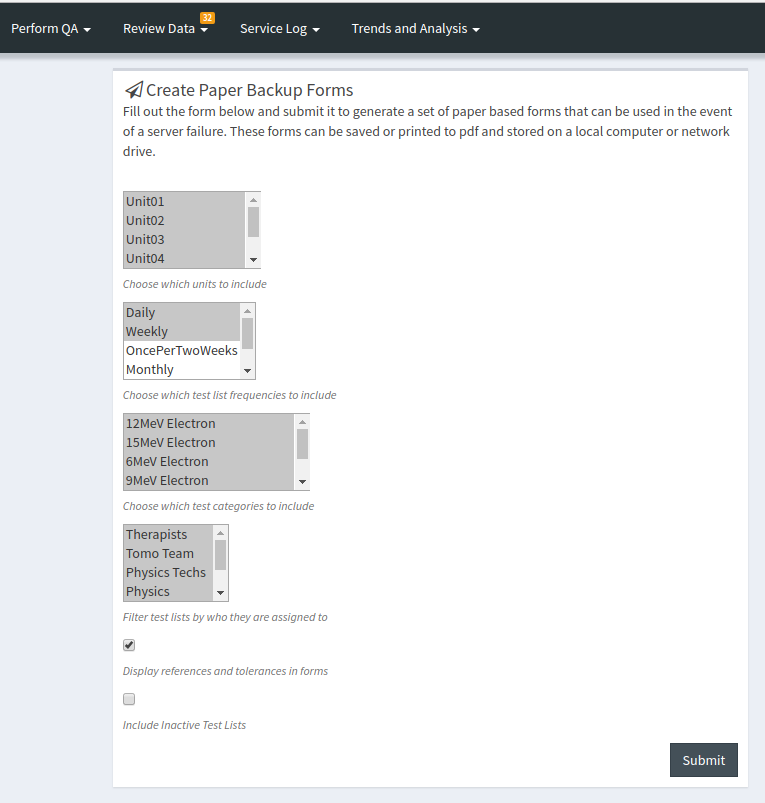 Perform QA
Review Data
32
Service Log
Trends and Analysis
Create Paper Backup Forms
Fill out the form below and submit it to generate a set of paper based forms that can be used in the event
of a server failure. These forms can be saved or printed to pdf and stored on a local computer or network
drive.
Unit01
Unit02
Unit03
Unit04
Choose which units to include
Daily
Weekly
OncePerTwoWeeks
Monthly
Choose which test list frequencies to include
12MeV Electron
15MeV Electron
6MeV Electron
9MeV Electron
Choose which test categories to include
Therapists
Tomo Team
Physics Techs
Physics
Filter test lists by who they are assigned to
Display references and tolerances in forms
Include Inactive Test Lists
Submit